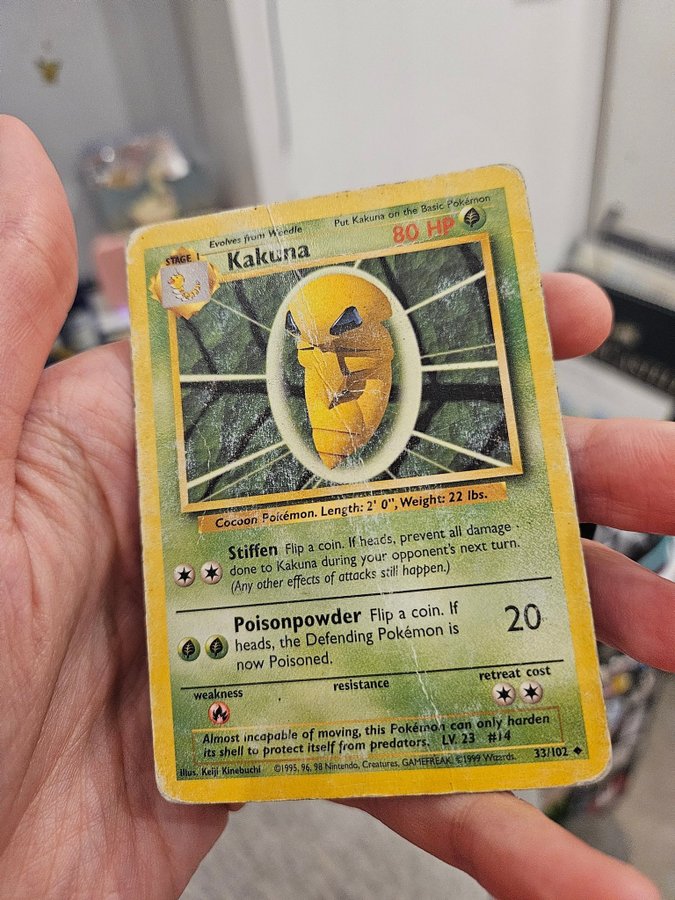 Evolves from Weedle Put Kakuna on the Basic Pokémon
STAGE 1 Kakuna 80 HP
Cocoon Pokémon. Length: 2' 0", Weight: 22 lbs.
Stiffen Flip a coin. If heads, prevent all damage
done to Kakuna during your opponent's next turn.
(Any other effects of attacks still happen.)
Poisonpowder Flip a coin. If
heads, the Defending Pokémon is
now Poisoned.
20
weakness resistance retreat cost
Almost incapable of moving, this Pokémon can only harden
its shell to protect itself from predators. LV. 23 #14
Illus. Keiji Kinebuchi ©1995, 96, 98 Nintendo, Creatures, GAMEFREAK. ©1999 Wizards. 33/102